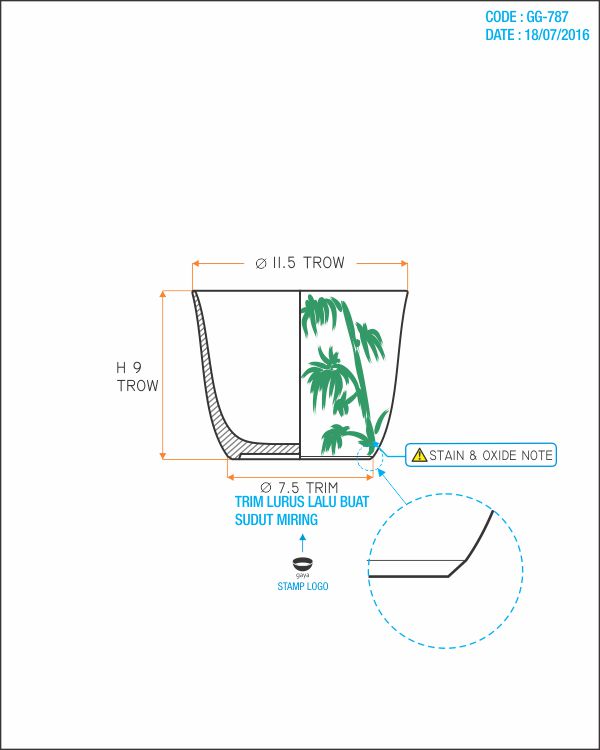 CODE : GG-787
DATE : 18/07/2016
Ø 11.5 TROW
H 9
TROW
STAIN & OXIDE NOTE
Ø 7.5 TRIM
TRIM LURUS LALU BUAT
SUDUT MIRING
gaya
STAMP LOGO